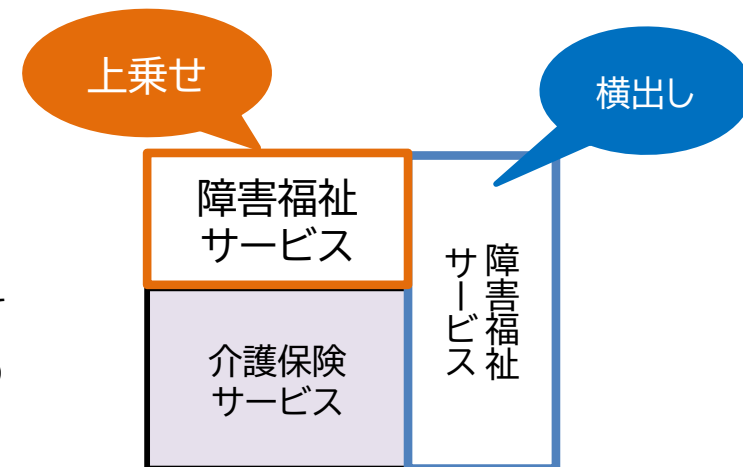 上乗せ
横出し
障害福祉
サービス
障害福祉
サービス
介護保険
サービス